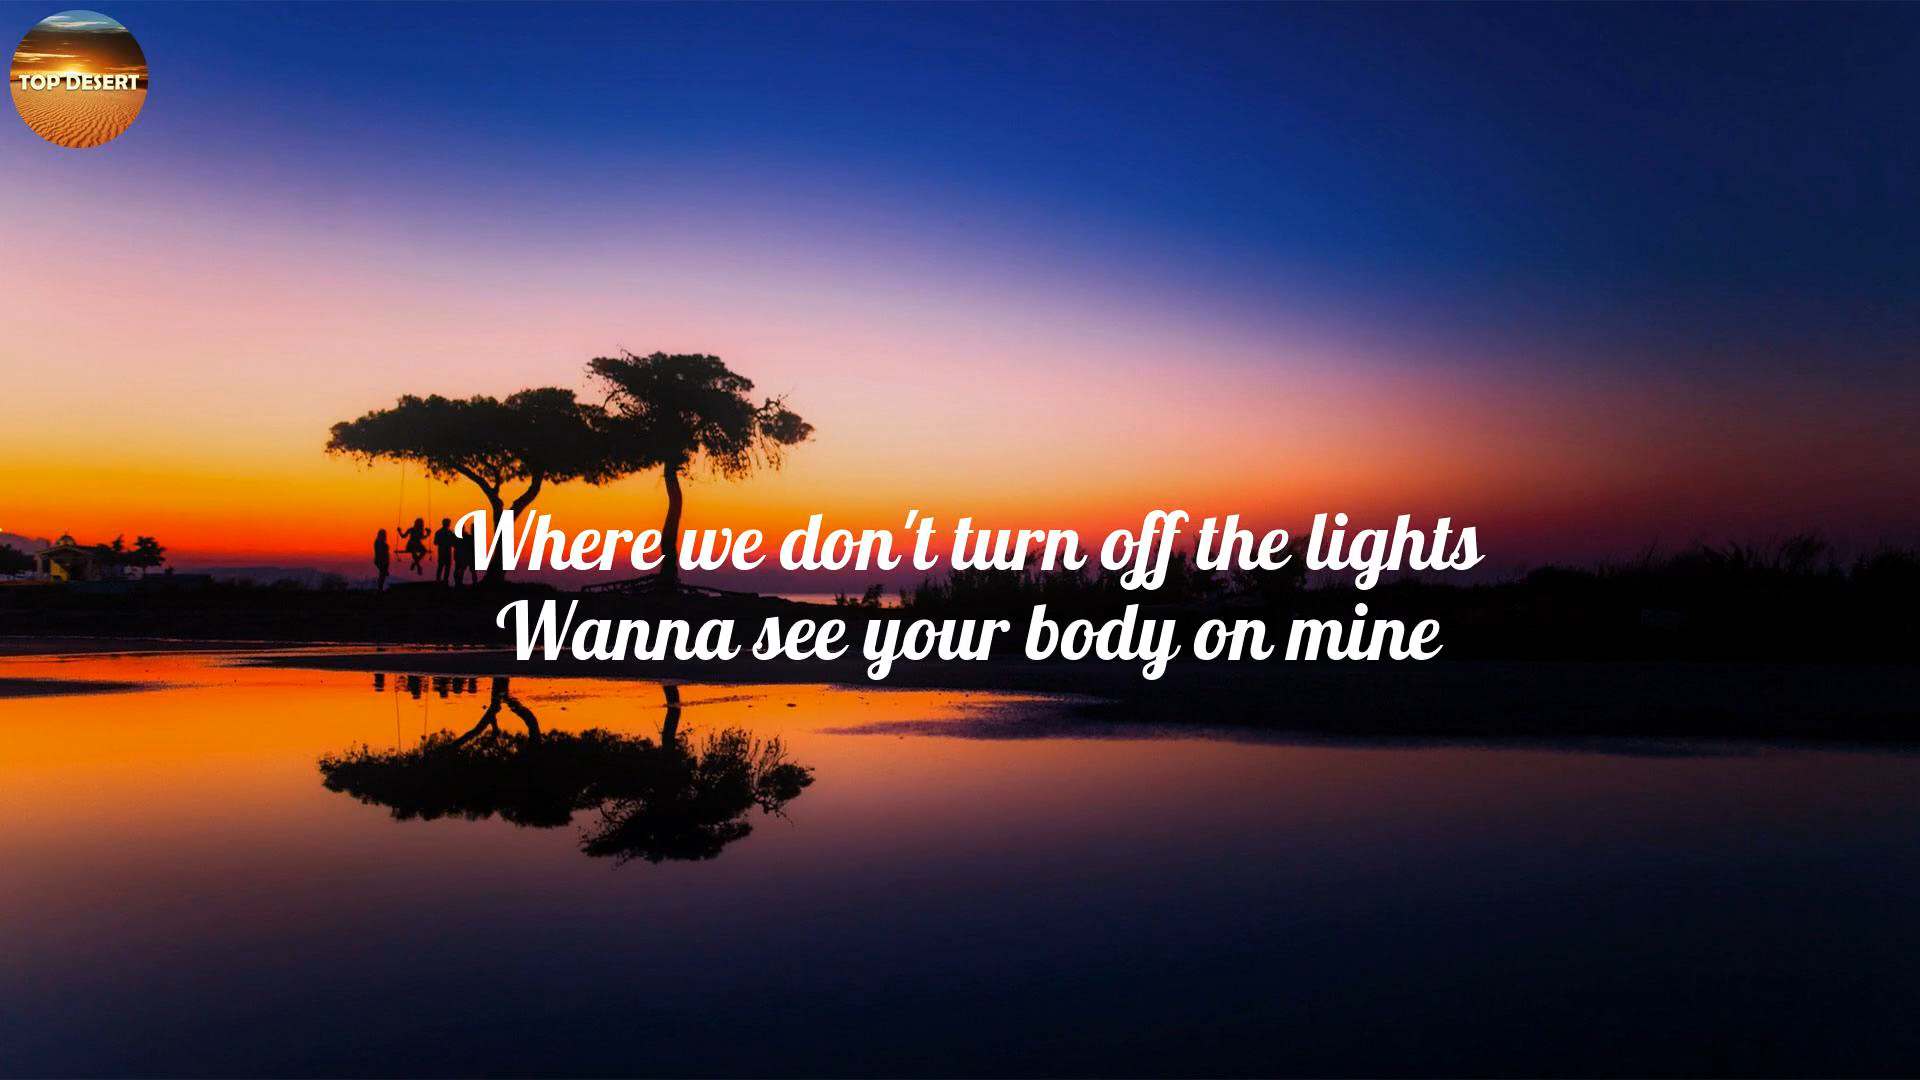 TOP DESERT
Where we don't turn off the lights
Wanna see your body on mine